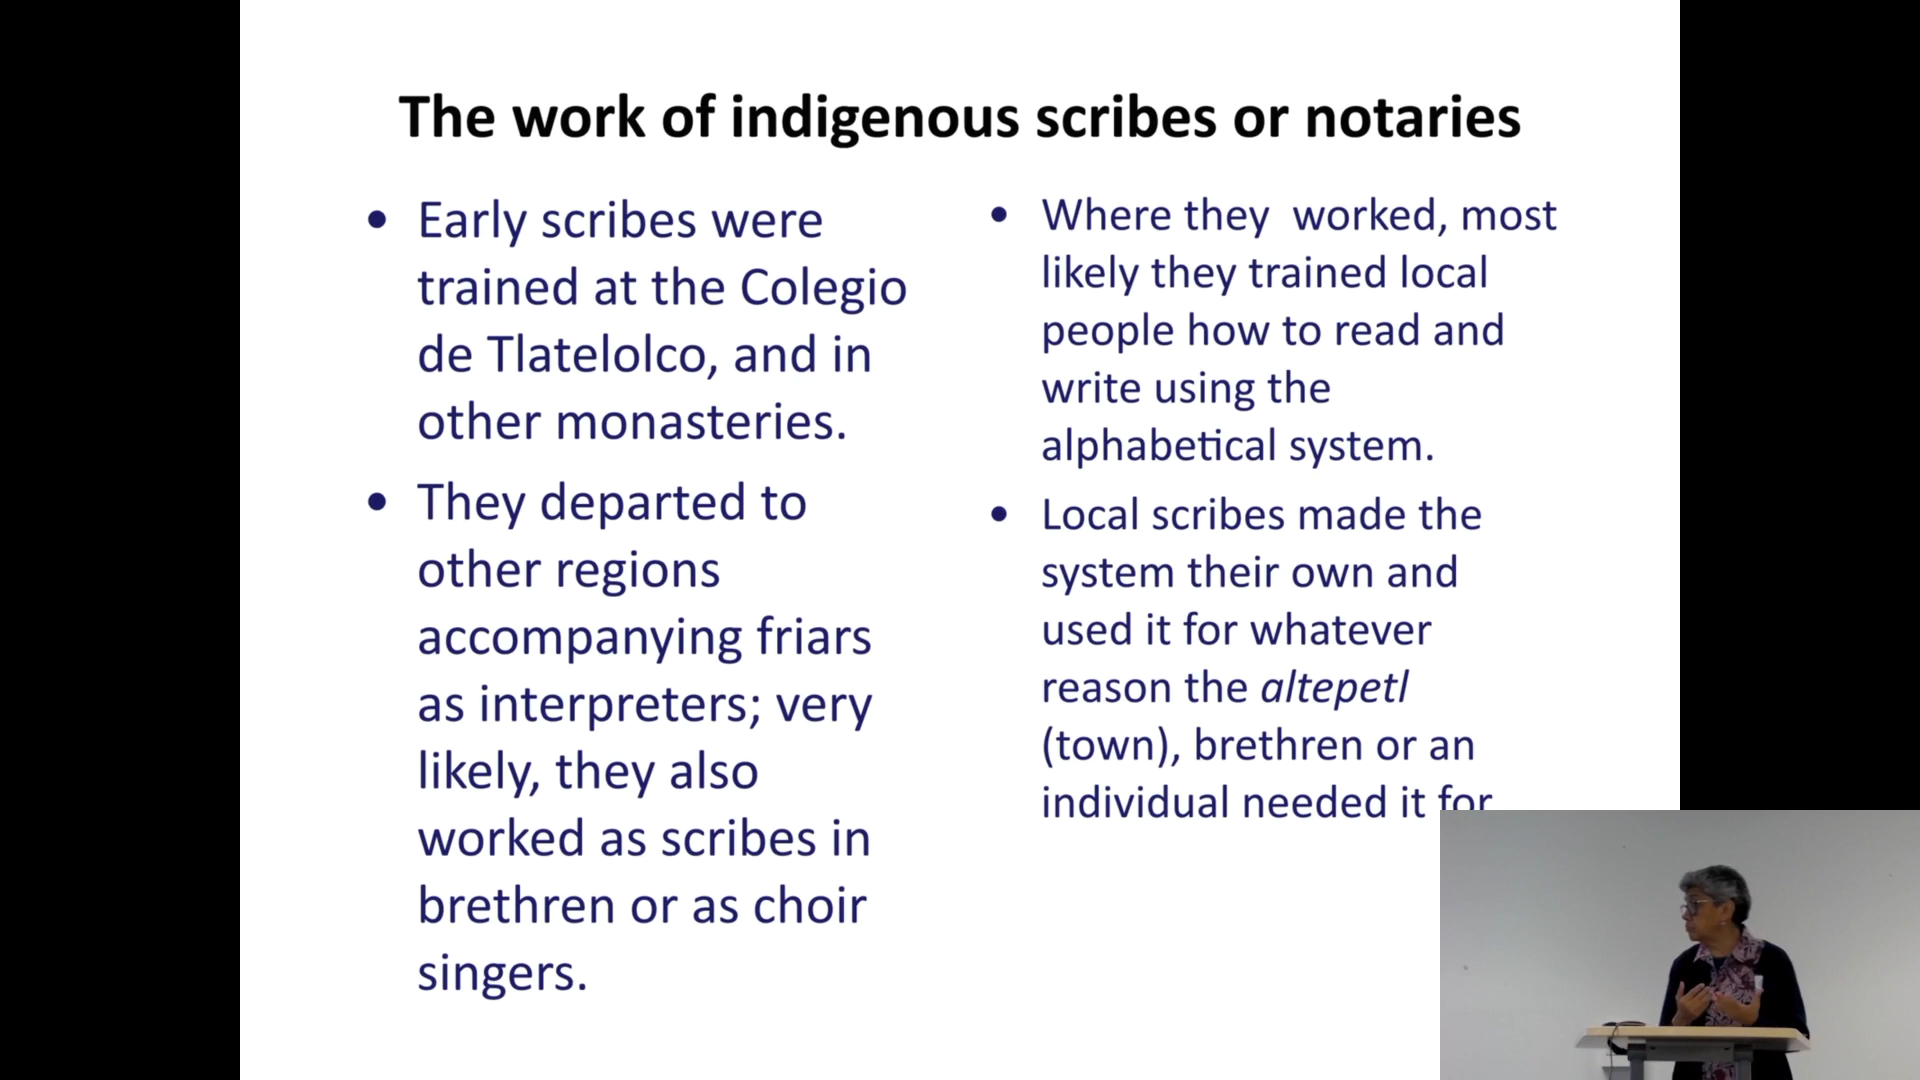 The work of indigenous scribes or notaries
• Early scribes were
trained at the Colegio
de Tlatelolco, and in
other monasteries.
• They departed to
other regions
accompanying friars
as interpreters; very
likely, they also
worked as scribes in
brethren or as choir
singers.
• Where they  worked, most
likely they trained local
people how to read and
write using the
alphabetical system.
• Local scribes made the
system their own and
used it for whatever
reason the altepetl
(town), brethren or an
individual needed it for